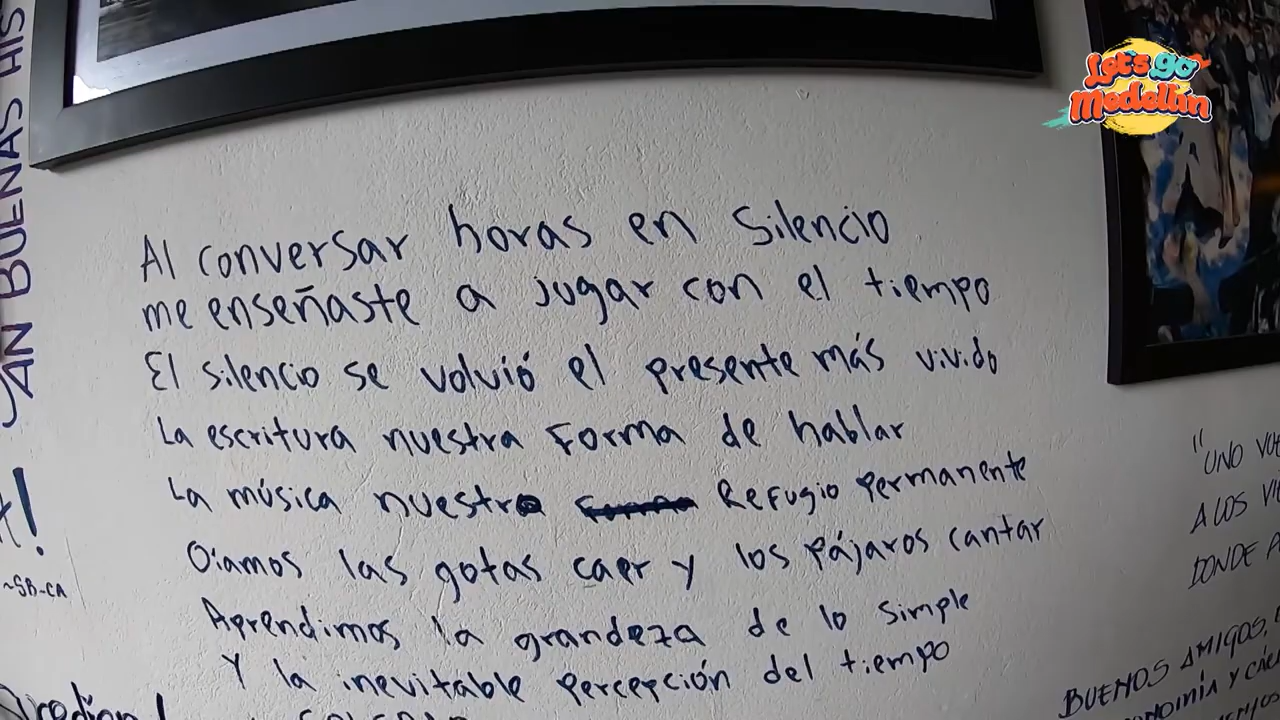 Let's go
Medellín
AN BUENAS HIS
Al conversar horas en silencio
me enseñaste a jugar con el tiempo
El silencio se volvió el presente más vivido
La escritura nuestra Forma de hablar
La música nuestro Forma Refugio permanente
Oíamos las gotas caer y los pájaros cantar
Aprendimos la grandeza de lo simple
Y la inevitable percepción del tiempo
~SB-CA
"UNO
A LOS
DONDE
BUENOS AMIGOS,